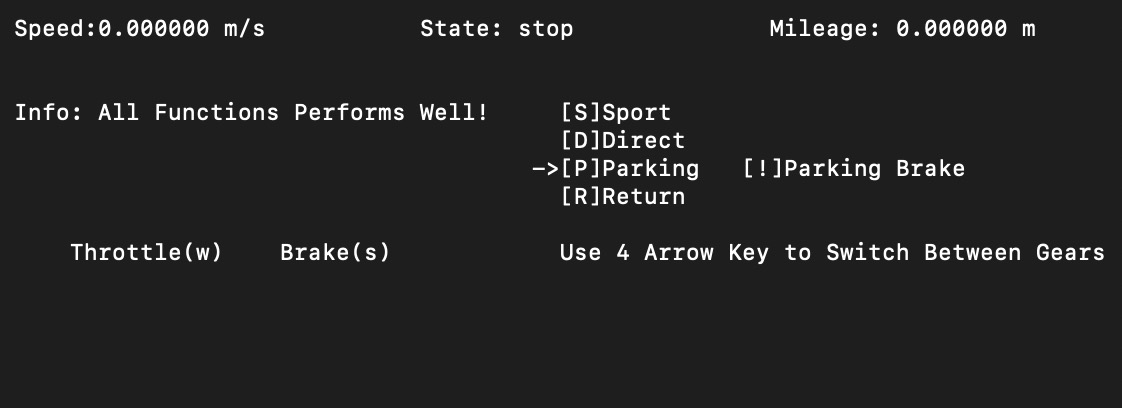 Speed:0.000000 m/s State: stop Mileage: 0.000000 m
Info: All Functions Performs Well! [S]Sport
[D]Direct
—>[P]Parking [!]Parking Brake
[R]Return
Throttle(w) Brake(s) Use 4 Arrow Key to Switch Between Gears